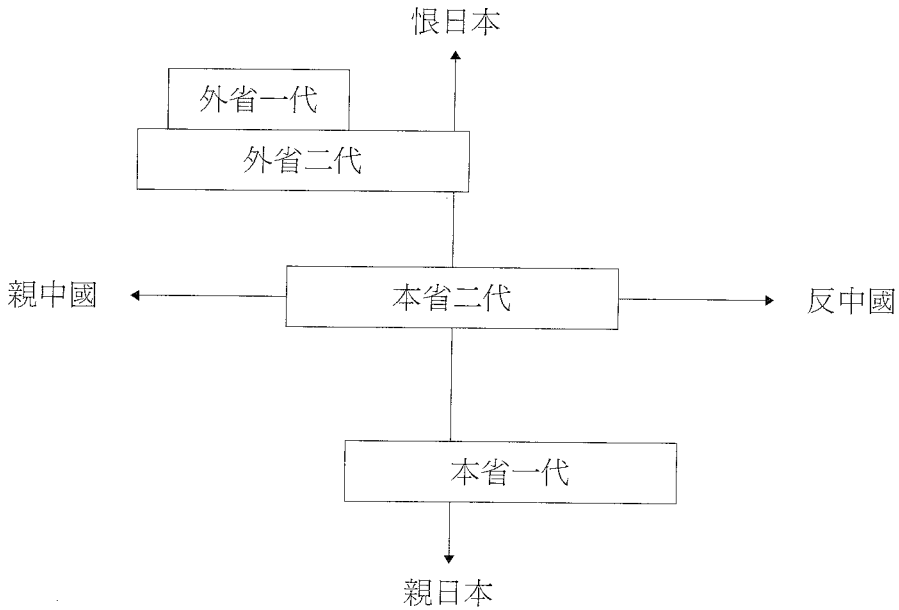 恨日本
外省一代
外省二代
親中國
本省二代
反中國
本省一代
親日本